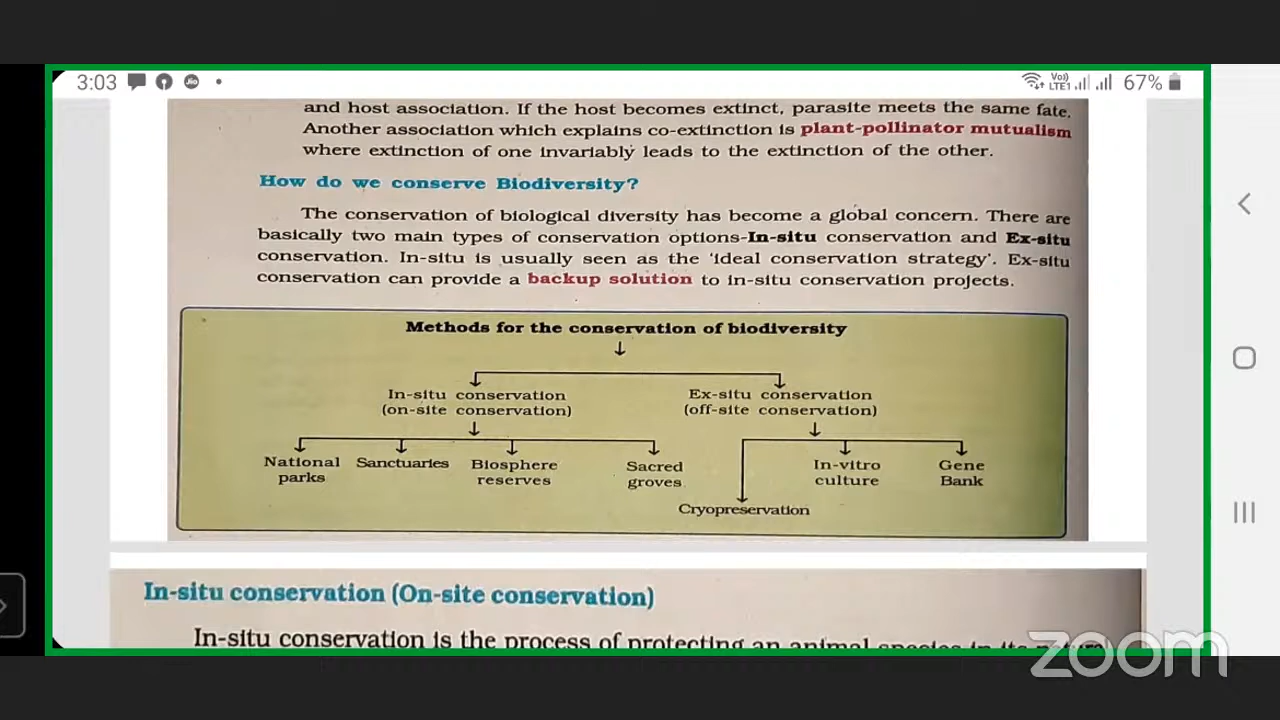 3:03
Vo))
LTE1
67%
and host association. If the host becomes extinct, parasite meets the same fate.
Another association which explains co-extinction is plant-pollinator mutualism
where extinction of one invariably leads to the extinction of the other.
How do we conserve Biodiversity?
The conservation of biological diversity has become a global concern. There are
basically two main types of conservation options-In-situ conservation and Ex-situ
conservation. In-situ is usually seen as the 'ideal conservation strategy'. Ex-situ
conservation can provide a backup solution to in-situ conservation projects.
Methods for the conservation of biodiversity
In-situ conservation
(on-site conservation)
Ex-situ conservation
(off-site conservation)
National
parks
Sanctuaries
Biosphere
reserves
Sacred
groves
Cryopreservation
In-vitro
culture
Gene
Bank
In-situ conservation (On-site conservation)
In-situ conservation is the process of protecting an animal species in its
zoom